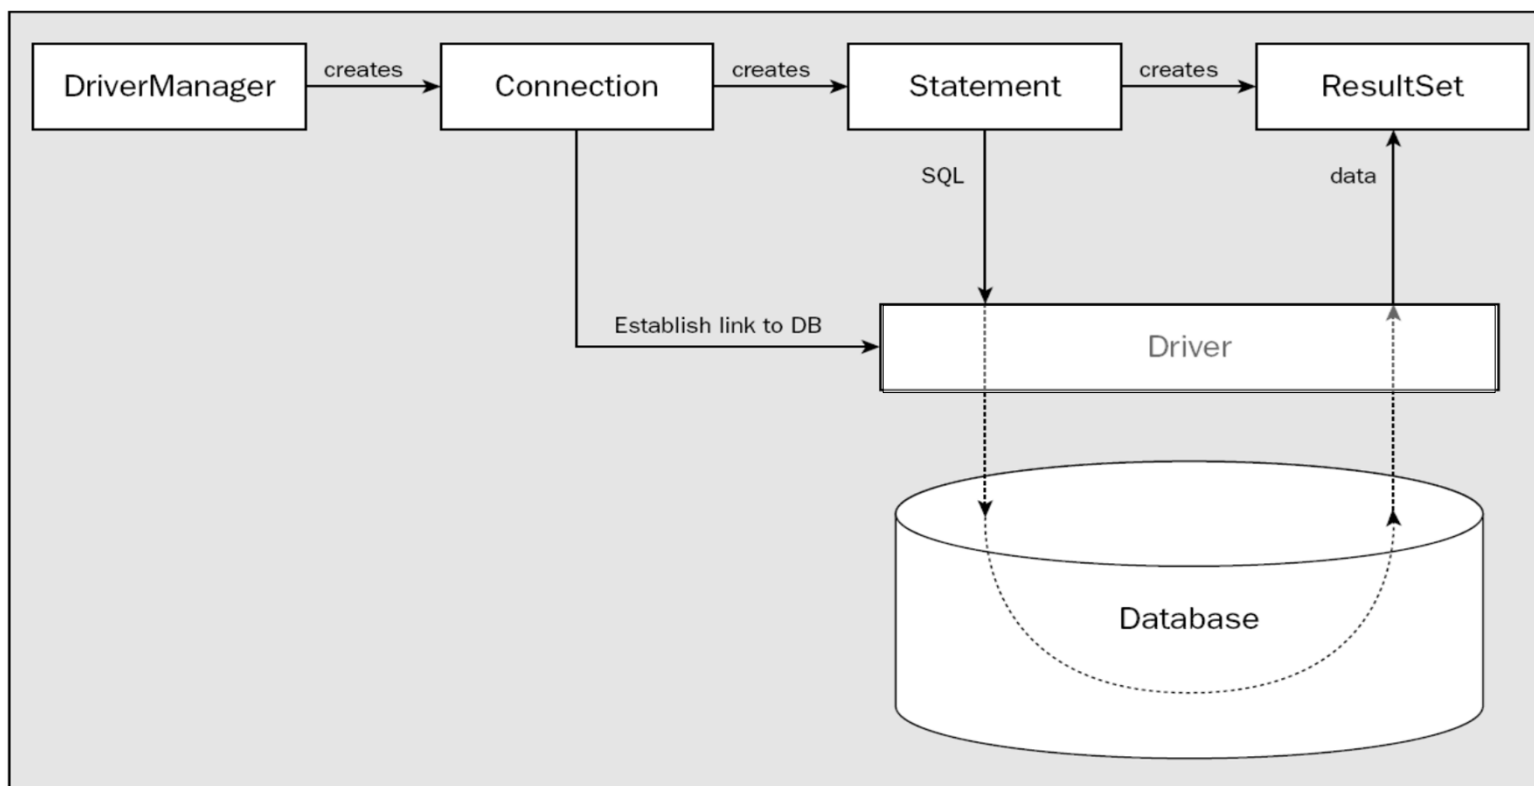 DriverManager
creates
Connection
creates
Statement
creates
ResultSet
SQL
data
Establish link to DB
Driver
Database